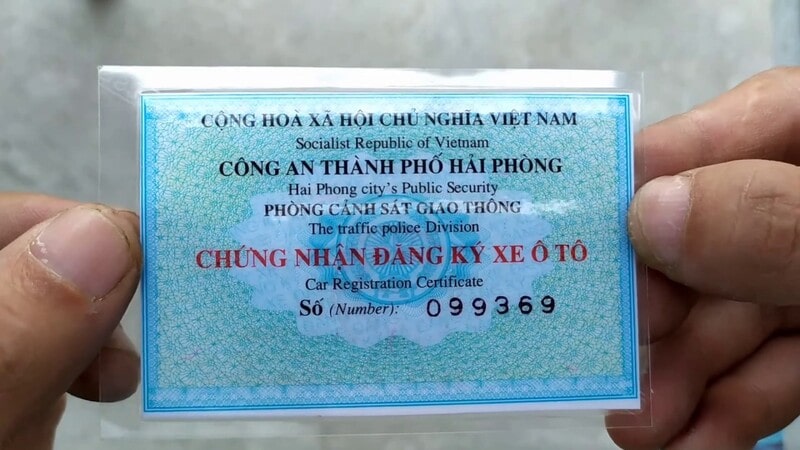 CỘNG HOÀ XÃ HỘI CHỦ NGHĨA VIỆT NAM
Socialist Republic of Vietnam
CÔNG AN THÀNH PHỐ HẢI PHÒNG
Hai Phong city's Public Security
PHÒNG CẢNH SÁT GIAO THÔNG
The traffic police Division
CHỨNG NHẬN ĐĂNG KÝ XE Ô TÔ
Car Registration Certificate
Số (Number): 099369